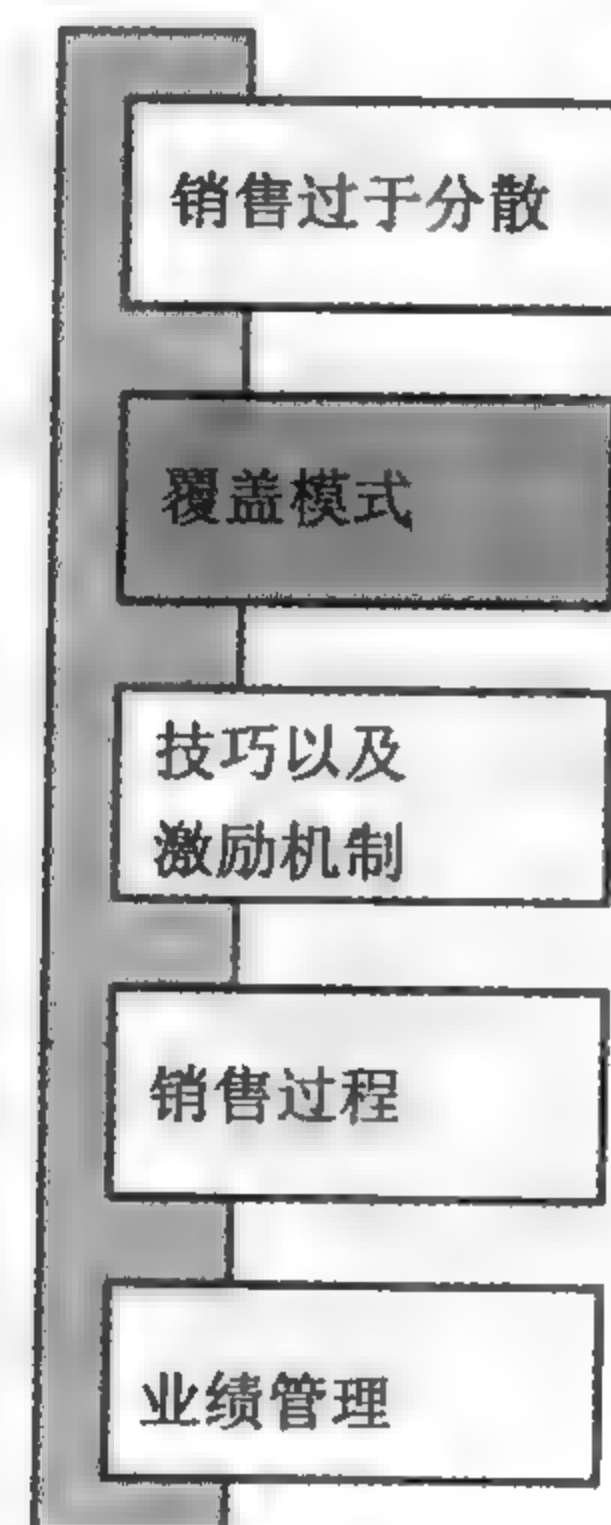 销售过于分散
覆盖模式
技巧以及
激励机制
销售过程
业绩管理